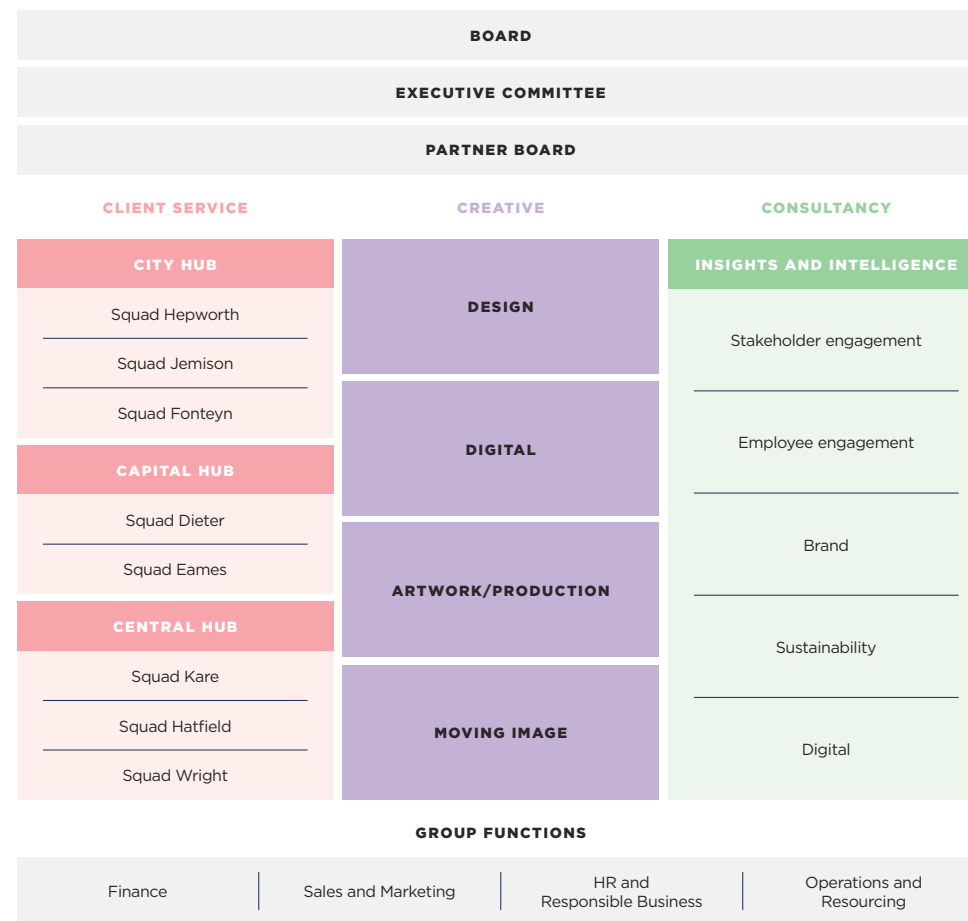 BOARD
EXECUTIVE COMMITTEE
PARTNER BOARD
CLIENT SERVICE
CITY HUB
Squad Hepworth
Squad Jemison
Squad Fonteyn
CAPITAL HUB
Squad Dieter
Squad Eames
CENTRAL HUB
Squad Kare
Squad Hatfield
Squad Wright
CREATIVE
DESIGN
DIGITAL
ARTWORK/PRODUCTION
MOVING IMAGE
CONSULTANCY
INSIGHTS AND INTELLIGENCE
Stakeholder engagement
Employee engagement
Brand
Sustainability
Digital
GROUP FUNCTIONS
Finance
Sales and Marketing
HR and
Responsible Business
Operations and
Resourcing